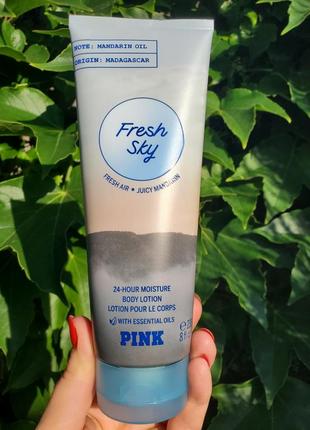 NOTE: MANDARIN OIL
ORIGIN: MADAGASCAR
Fresh
Sky
FRESH AIR • JUICY MANDARIN
24-HOUR MOISTURE
BODY LOTION
LOTION POUR LE CORPS
WITH ESSENTIAL OILS
PINK